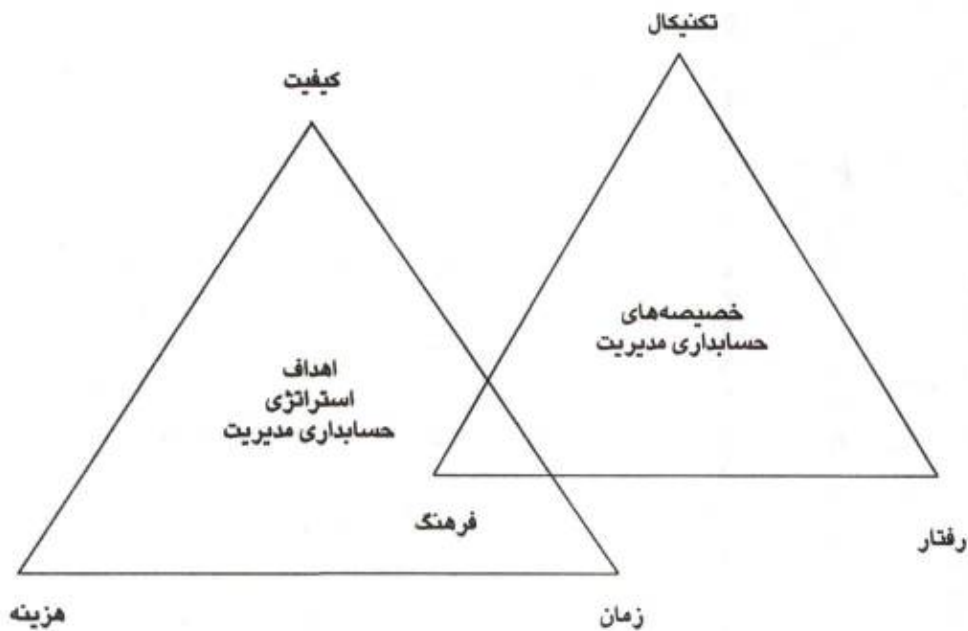 تکنیکال
کیفیت
خصیصه‌های
حسابداری مدیریت
اهداف
استراتژی
حسابداری مدیریت
فرهنگ
رفتار
هزینه
زمان